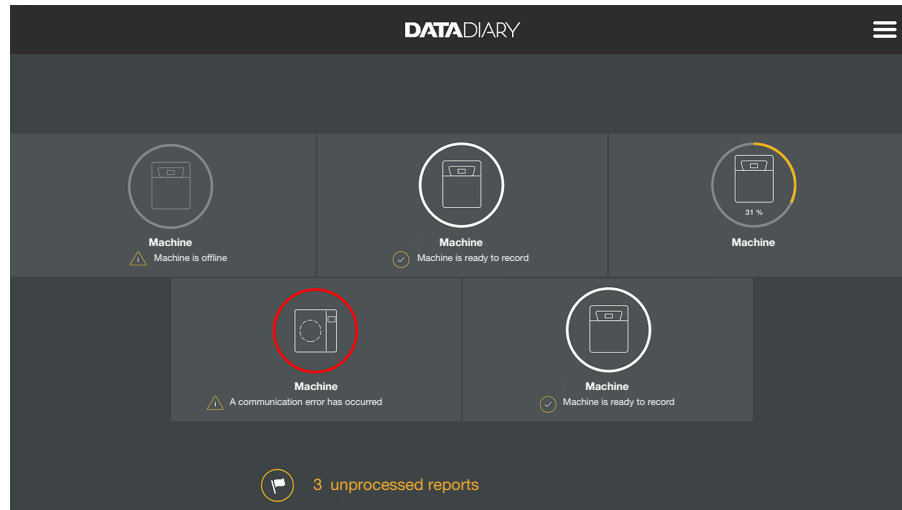 DATADIARY
31 %
Machine
Machine is offline
Machine
Machine is ready to record
Machine
Machine
A communication error has occurred
Machine
Machine is ready to record
3 unprocessed reports